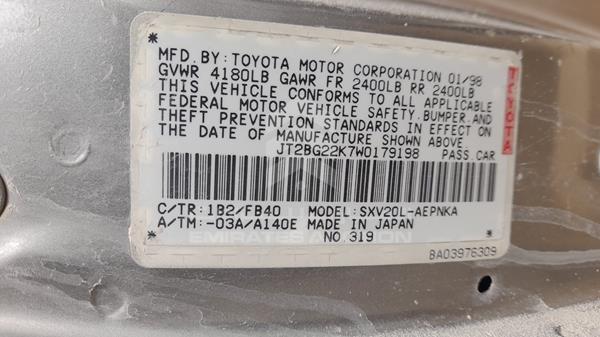 MFD.BY:TOYOTA MOTOR CORPORATION 01/98
GVWR 4180LB GAWR FR 2400LB RR 2400LB
THIS VEHICLE CONFORMS TO ALL APPLICABLE
FEDERAL MOTOR VEHICLE SAFETY,BUMPER,AND
THEFT PREVENTION STANDARDS IN EFFECT ON
THE DATE OF MANUFACTURE SHOWN ABOVE
* JT2BG22K7W0179198 PASS.CAR *
TOYOTA
C/TR:1B2/FB40 MODEL:SXV20L-AEPNKA
A/TM:-03A/A140E MADE IN JAPAN
* NO.319 *
BA03976309
EMIRATES AUCTION